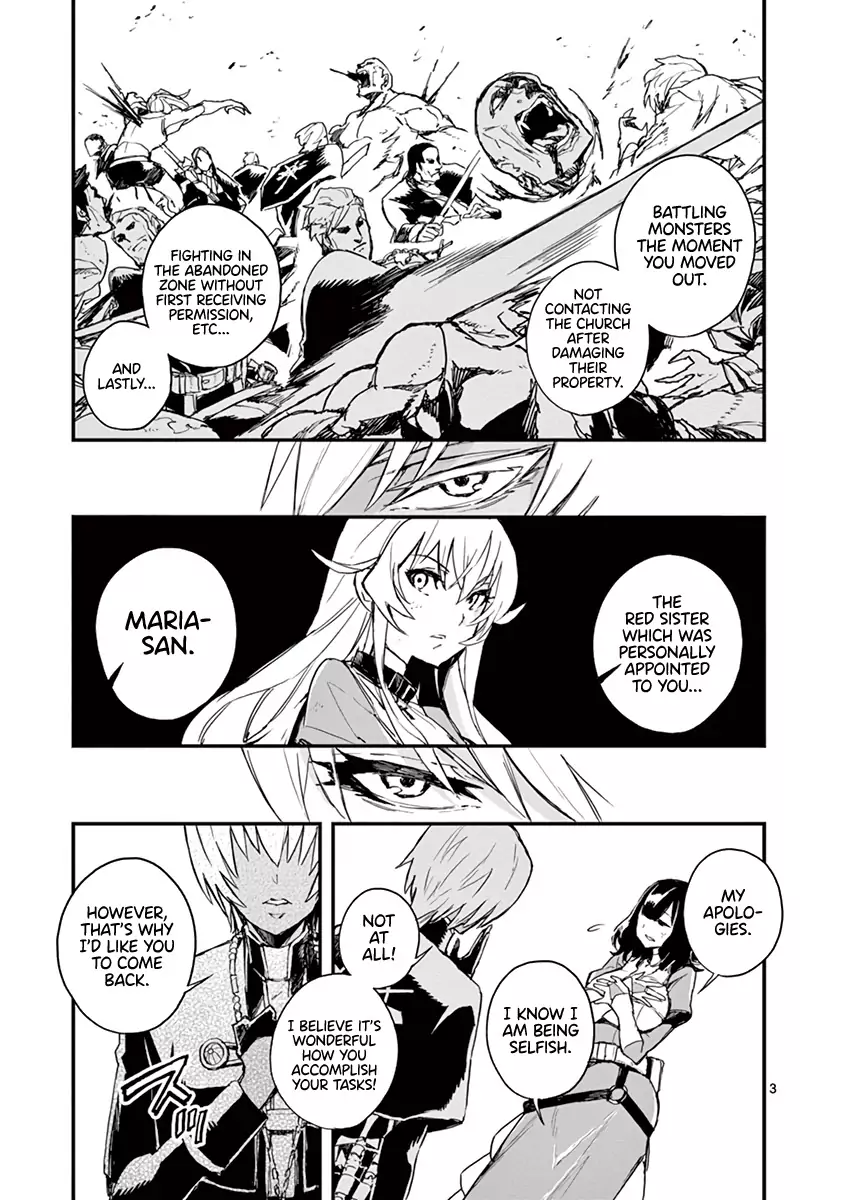 BATTLING
MONSTERS
THE MOMENT
YOU MOVED
OUT.
NOT
CONTACTING
THE CHURCH
AFTER
DAMAGING
THEIR
PROPERTY.
FIGHTING IN
THE ABANDONED
ZONE WITHOUT
FIRST RECEIVING
PERMISSION,
ETC...
AND
LASTLY...
THE
RED SISTER
WHICH WAS
PERSONALLY
APPOINTED
TO YOU...
MARIA-
SAN.
MY
APOLO-
GIES.
I KNOW I
AM BEING
SELFISH.
NOT
AT
ALL!
I BELIEVE IT'S
WONDERFUL
HOW YOU
ACCOMPLISH
YOUR TASKS!
HOWEVER,
THAT'S WHY
I'D LIKE YOU
TO COME
BACK.
ズズ
3